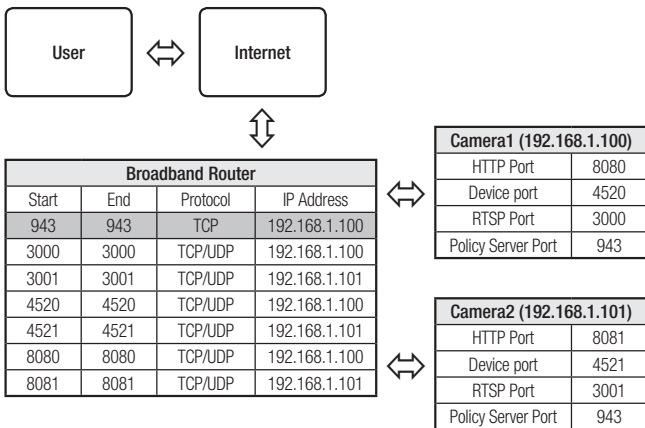 User
Internet
Broadband Router
Start End Protocol IP Address
943 943 TCP 192.168.1.100
3000 3000 TCP/UDP 192.168.1.100
3001 3001 TCP/UDP 192.168.1.101
4520 4520 TCP/UDP 192.168.1.100
4521 4521 TCP/UDP 192.168.1.101
8080 8080 TCP/UDP 192.168.1.100
8081 8081 TCP/UDP 192.168.1.101
Camera1 (192.168.1.100)
HTTP Port 8080
Device port 4520
RTSP Port 3000
Policy Server Port 943
Camera2 (192.168.1.101)
HTTP Port 8081
Device port 4521
RTSP Port 3001
Policy Server Port 943